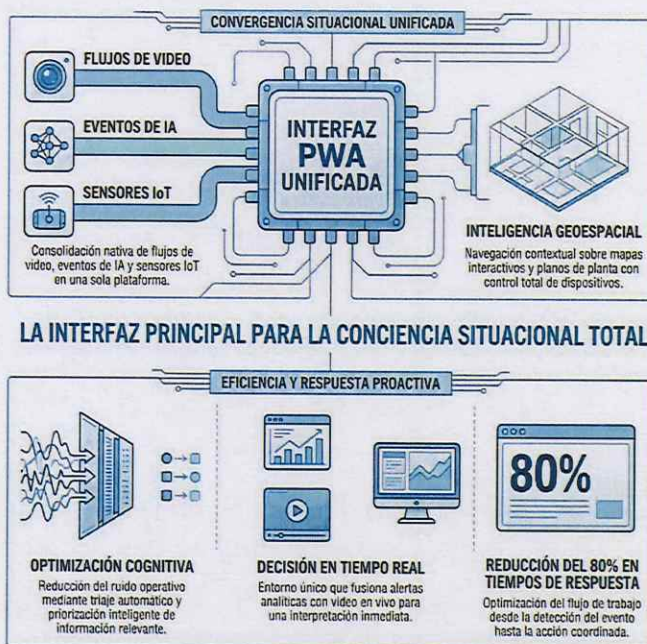 CONVERGENCIA SITUACIONAL UNIFICADA
FLUJOS DE VIDEO
EVENTOS DE IA
SENSORES IoT
Consolidación nativa de flujos de
video, eventos de IA y sensores IoT
en una sola plataforma.
INTERFAZ
PWA
UNIFICADA
INTELIGENCIA GEOESPACIAL
Navegación contextual sobre mapas
interactivos y planos de planta con
control total de dispositivos.
LA INTERFAZ PRINCIPAL PARA LA CONCIENCIA SITUACIONAL TOTAL
EFICIENCIA Y RESPUESTA PROACTIVA
OPTIMIZACIÓN COGNITIVA
Reducción del ruido operativo
mediante triaje automático y
priorización inteligente de
información relevante.
DECISIÓN EN TIEMPO REAL
Entorno único que fusiona alertas
analíticas con video en vivo para
una interpretación inmediata.
80%
REDUCCIÓN DEL 80% EN
TIEMPOS DE RESPUESTA
Optimización del flujo de trabajo
desde la detección del evento
hasta la acción coordinada.